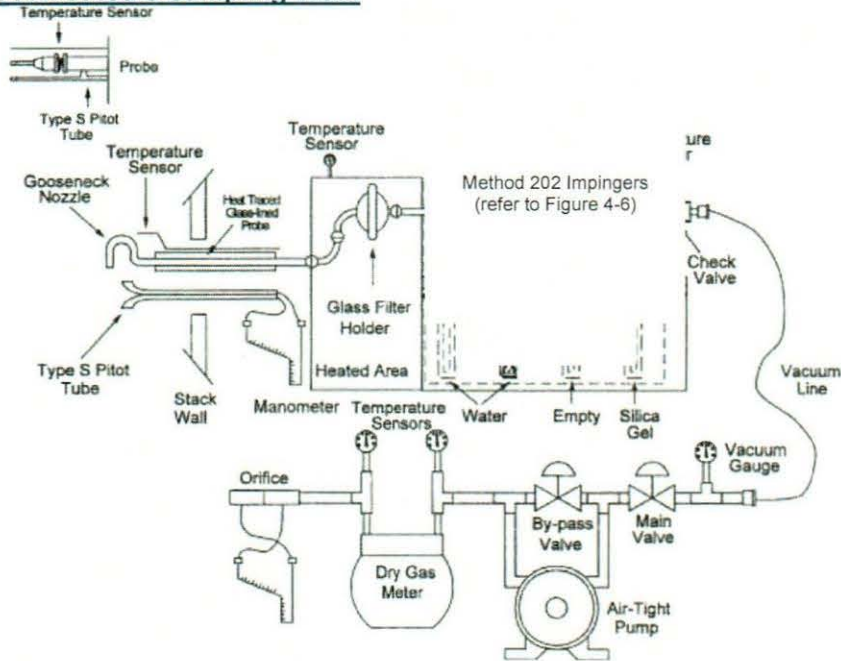 Temperature Sensor
Probe
Type S Pitot
Tube
Temperature
Sensor
Gooseneck
Nozzle
Heat Traced
Glass-lined
Probe
Temperature
Sensor
Method 202 Impingers
(refer to Figure 4-6)
Check
Valve
Glass Filter
Holder
Heated Area
Type S Pitot
Tube
Stack
Wall
Manometer
Temperature
Sensors
Water
Empty
Silica
Gel
Vacuum
Line
Vacuum
Gauge
Orifice
By-pass
Valve
Main
Valve
Dry Gas
Meter
Air-Tight
Pump